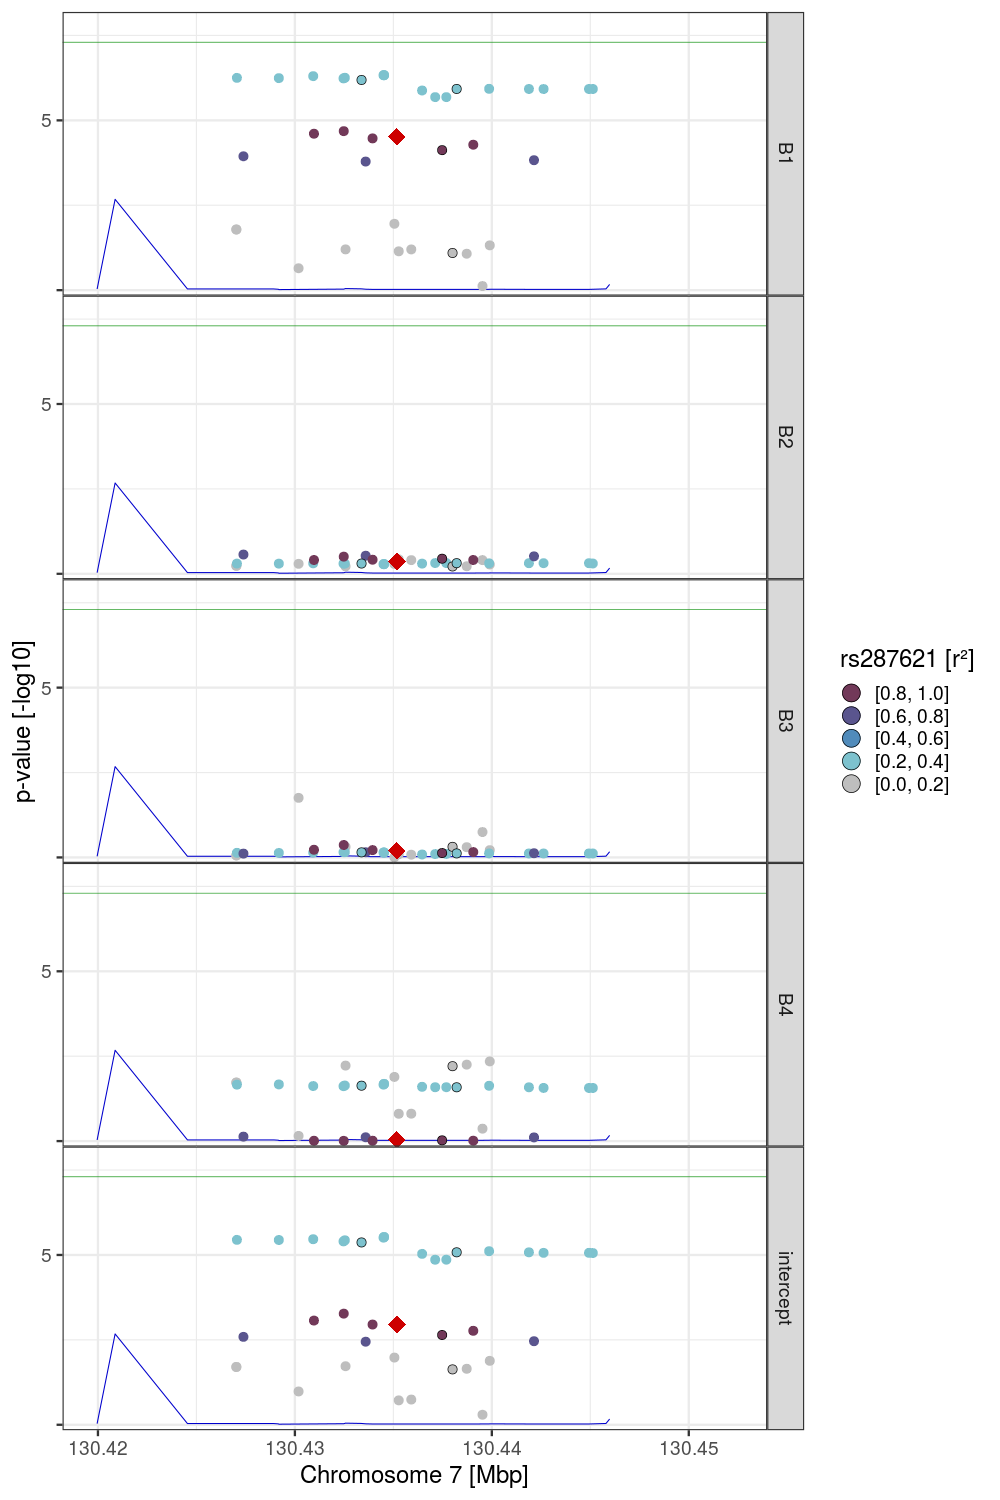 5
B1
5
B2
5
B3
5
B4
5
intercept
p-value [-log10]
130.42
130.43
130.44
130.45
Chromosome 7 [Mbp]
rs287621 [r²]
[0.8, 1.0]
[0.6, 0.8]
[0.4, 0.6]
[0.2, 0.4]
[0.0, 0.2]